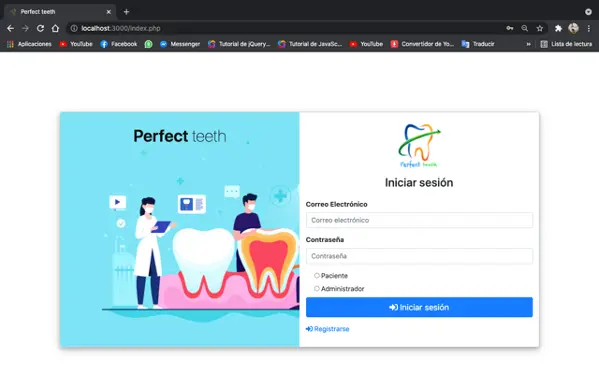 Perfect teeth
localhost:3000/index.php
Aplicaciones
YouTube
Facebook
Messenger
Tutorial de jQuery...
Tutorial de JavaSc...
YouTube
Convertidor de Yo...
Traducir
»
Lista de lectura
Perfect teeth
Perfect teeth
Iniciar sesión
Correo Electrónico
Correo electrónico
Contraseña
Contraseña
Paciente
Administrador
Iniciar sesión
Registrarse